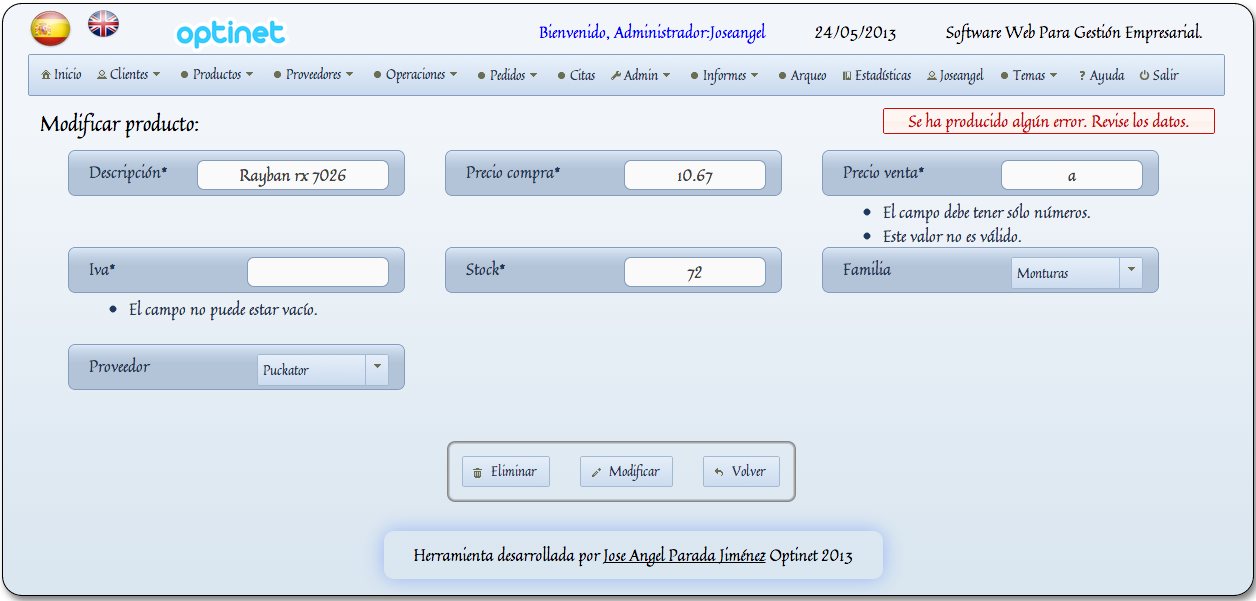 optinet
Bienvenido, Administrador:Joseangel
24/05/2013
Software Web Para Gestión Empresarial.
Inicio Clientes Productos Proveedores Operaciones Pedidos Citas Admin Informes Arqueo Estadísticas Joseangel Temas ? Ayuda Salir
Modificar producto:
Se ha producido algún error. Revise los datos.
Descripción* Rayban rx 7026
Precio compra* 10.67
Precio venta* a
• El campo debe tener sólo números.
• Este valor no es válido.
Iva*
• El campo no puede estar vacío.
Stock* 72
Familia Monturas
Proveedor Puckator
Eliminar Modificar Volver
Herramienta desarrollada por Jose Angel Parada Jiménez Optinet 2013